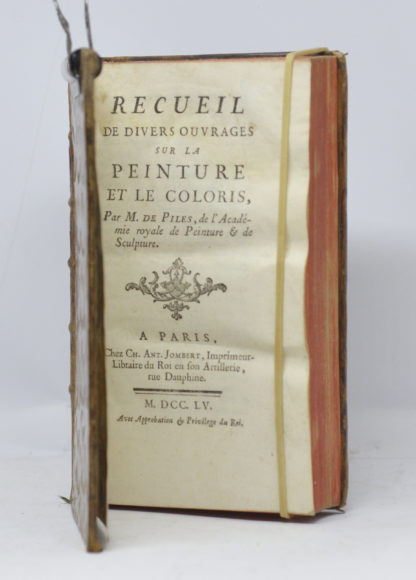 RECUEIL
DE DIVERS OUVRAGES
SUR LA
PEINTURE
ET LE COLORIS,
Par M. DE PILES, de l'Acadé-
mie royale de Peinture & de
Sculpture.
A PARIS,
Chez CH. ANT. JOMBERT, Imprimeur-
Libraire du Roi en son Artillerie,
rue Dauphine.
M. DCC. LV.
Avec Approbation & Privilége du Roi.